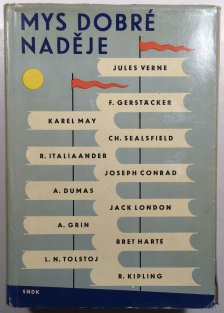 MYS DOBRÉ
NADĚJE
JULES VERNE
F. GERSTÄCKER
KAREL MAY
CH. SEALSFIELD
R. ITALIAANDER
JOSEPH CONRAD
A. DUMAS
JACK LONDON
A. GRIN
BRET HARTE
L. N. TOLSTOJ
R. KIPLING
SNDK